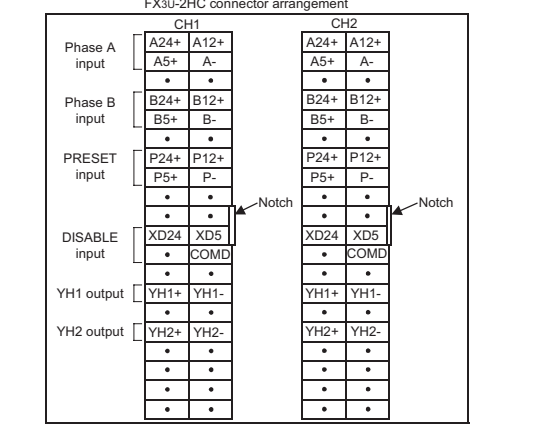 FX3U-2HC connector arrangement
CH1 CH2
Phase A input A24+ A12+ A24+ A12+
A5+ A- A5+ A-
• • • •
Phase B input B24+ B12+ B24+ B12+
B5+ B- B5+ B-
• • • •
PRESET input P24+ P12+ P24+ P12+
P5+ P- P5+ P-
• • • •
• • Notch • • Notch
DISABLE input XD24 XD5 XD24 XD5
• COMD • COMD
• • • •
YH1 output YH1+ YH1- YH1+ YH1-
• • • •
YH2 output YH2+ YH2- YH2+ YH2-
• • • •
• • • •
• • • •
• • • •